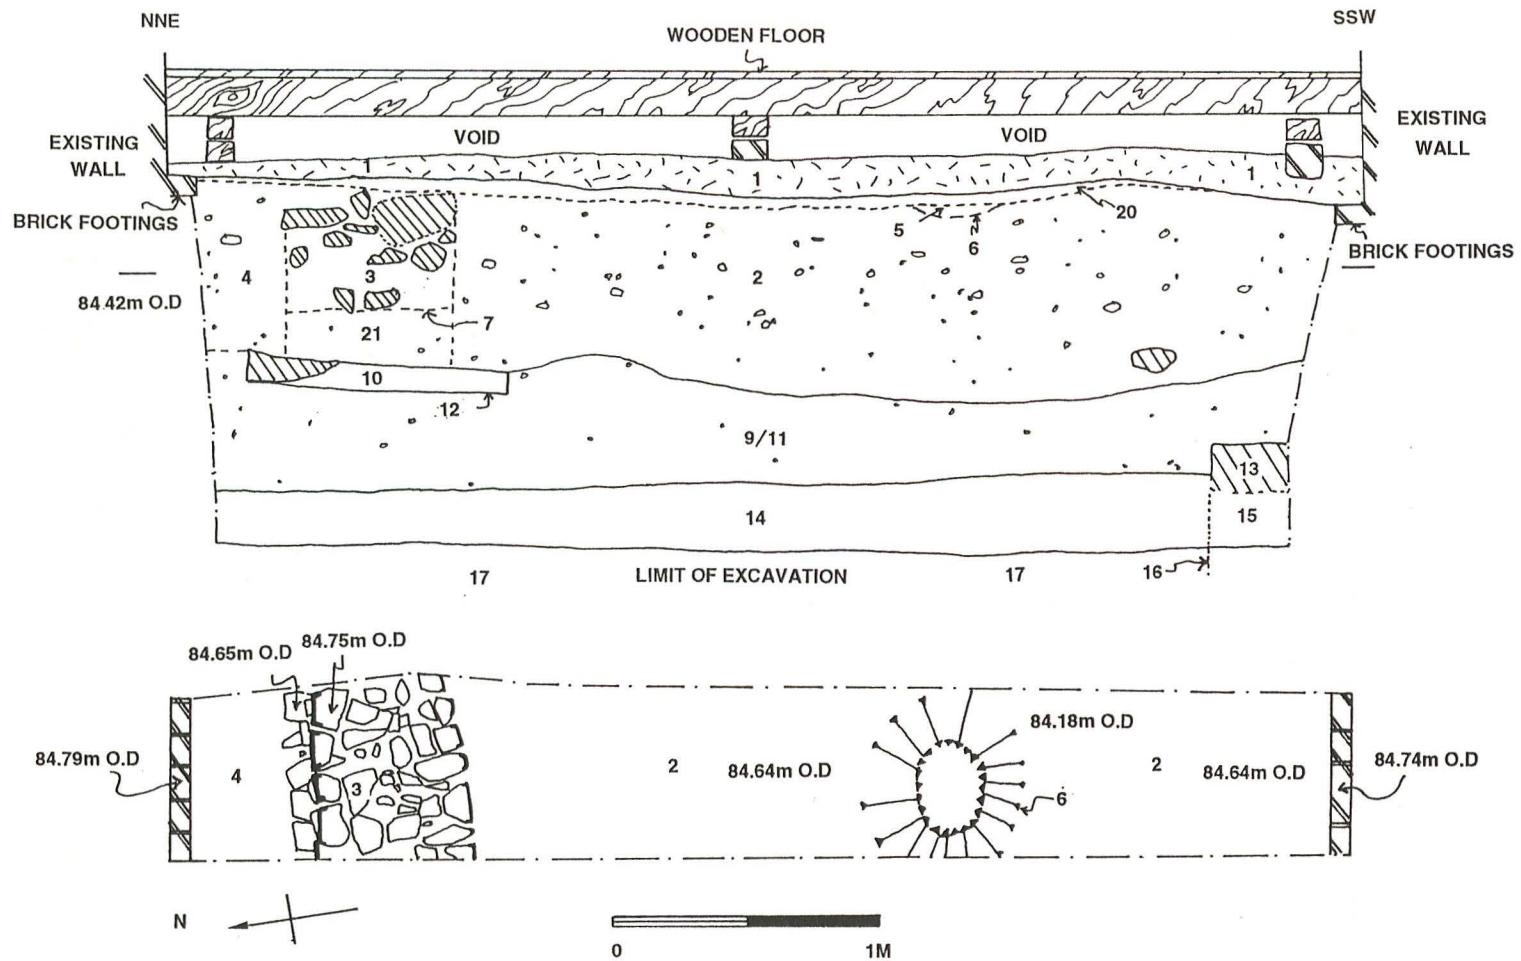 NNE
SSW
WOODEN FLOOR
VOID
VOID
EXISTING
WALL
EXISTING
WALL
1
1
1
BRICK FOOTINGS
20
5
6
BRICK FOOTINGS
84.42m O.D
4
3
2
7
21
10
12
9/11
13
14
15
16
17
LIMIT OF EXCAVATION
17
84.65m O.D
84.75m O.D
84.18m O.D
84.79m O.D
84.74m O.D
4
3
2
84.64m O.D
2
84.64m O.D
6
N
0
1M